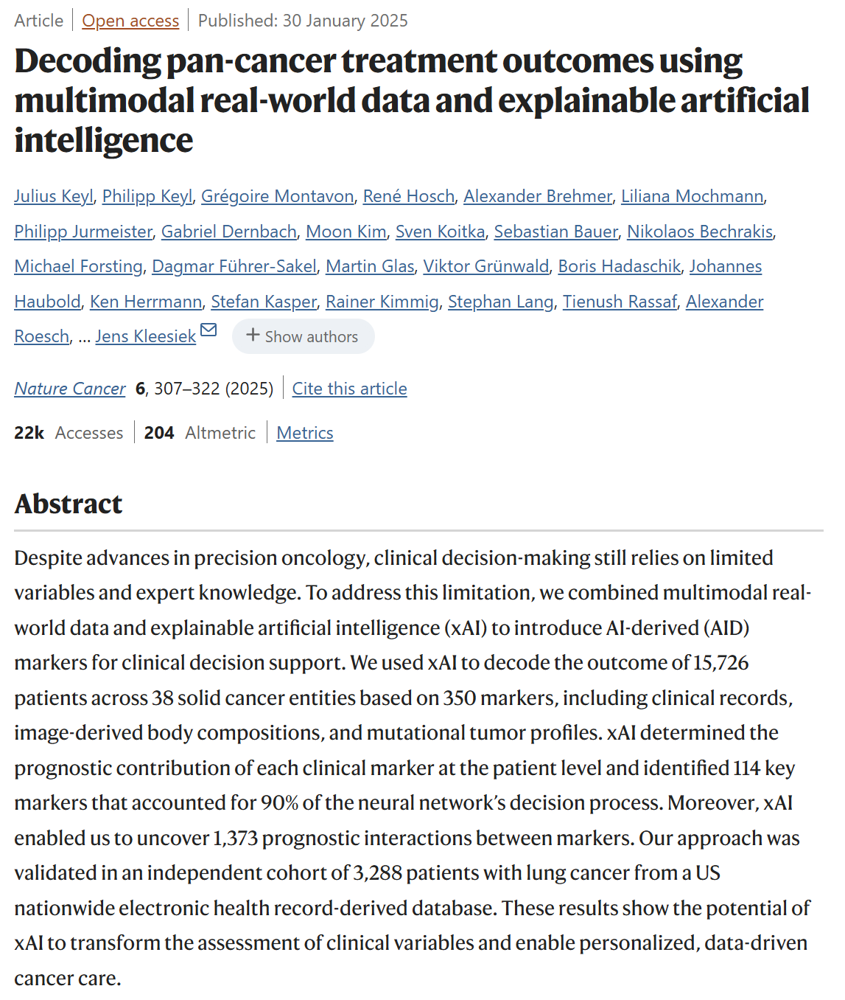 Article Open access Published: 30 January 2025
Decoding pan-cancer treatment outcomes using
multimodal real-world data and explainable artificial
intelligence
Julius Keyl, Philipp Keyl, Grégoire Montavon, René Hosch, Alexander Brehmer, Liliana Mochmann,
Philipp Jurmeister, Gabriel Dernbach, Moon Kim, Sven Koitka, Sebastian Bauer, Nikolaos Bechrakis,
Michael Forsting, Dagmar Führer-Sakel, Martin Glas, Viktor Grünwald, Boris Hadaschik, Johannes
Haubold, Ken Herrmann, Stefan Kasper, Rainer Kimmig, Stephan Lang, Tienush Rassaf, Alexander
Roesch, … Jens Kleesiek + Show authors
Nature Cancer 6, 307–322 (2025) Cite this article
22k Accesses 204 Altmetric Metrics
Abstract
Despite advances in precision oncology, clinical decision-making still relies on limited
variables and expert knowledge. To address this limitation, we combined multimodal real-
world data and explainable artificial intelligence (xAI) to introduce AI-derived (AID)
markers for clinical decision support. We used xAI to decode the outcome of 15,726
patients across 38 solid cancer entities based on 350 markers, including clinical records,
image-derived body compositions, and mutational tumor profiles. xAI determined the
prognostic contribution of each clinical marker at the patient level and identified 114 key
markers that accounted for 90% of the neural network’s decision process. Moreover, xAI
enabled us to uncover 1,373 prognostic interactions between markers. Our approach was
validated in an independent cohort of 3,288 patients with lung cancer from a US
nationwide electronic health record-derived database. These results show the potential of
xAI to transform the assessment of clinical variables and enable personalized, data-driven
cancer care.